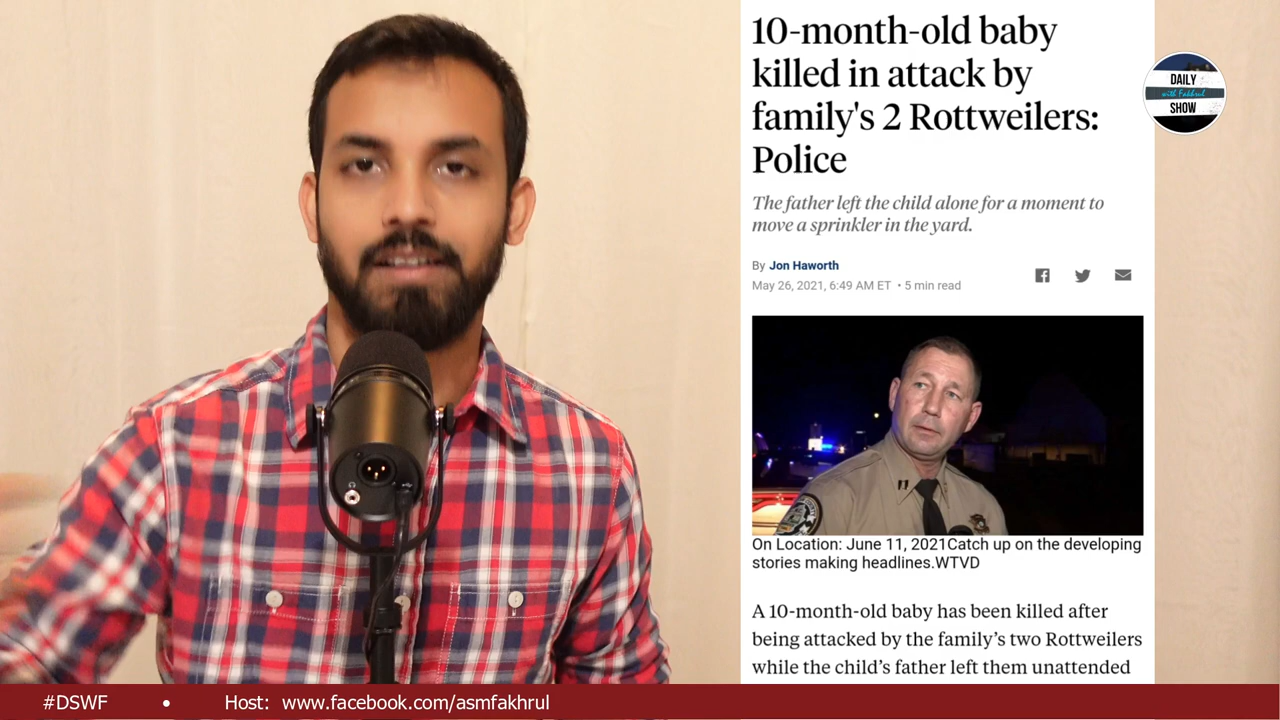 10-month-old baby
killed in attack by
family's 2 Rottweilers:
Police
The father left the child alone for a moment to
move a sprinkler in the yard.
By Jon Haworth
May 26, 2021, 6:49 AM ET • 5 min read
On Location: June 11, 2021Catch up on the developing
stories making headlines.WTVD
A 10-month-old baby has been killed after
being attacked by the family’s two Rottweilers
while the child’s father left them unattended
DAILY
with Fakhrul
SHOW
#DSWF • Host: www.facebook.com/asmfakhrul